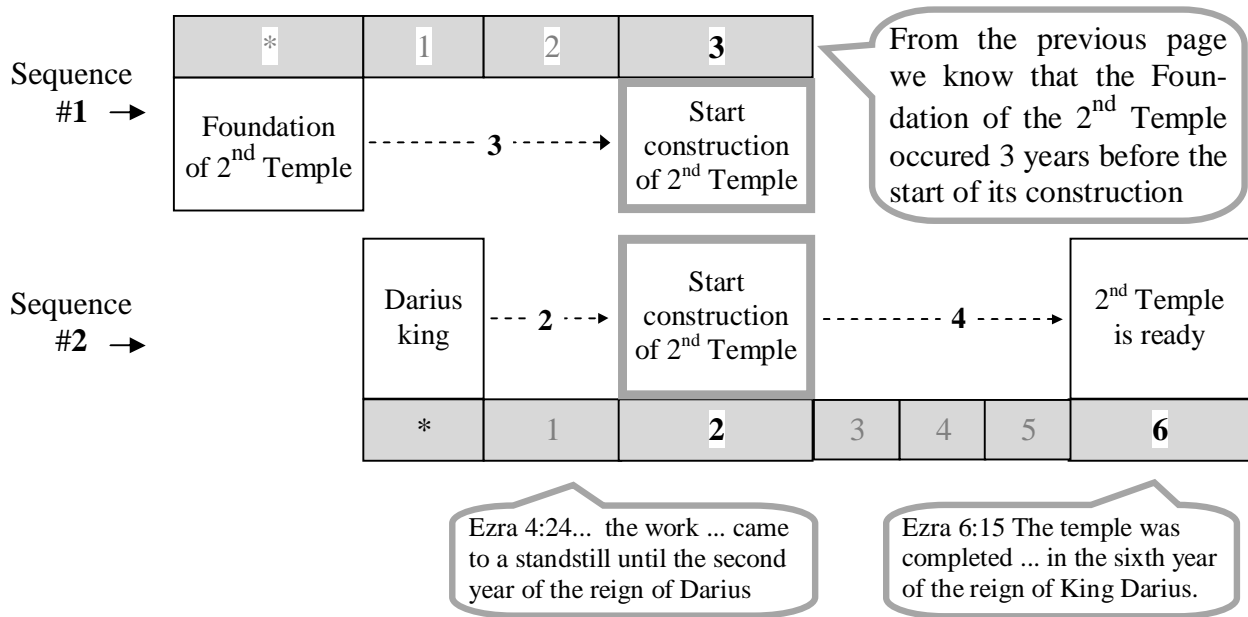 * 1 2 3
Sequence
#1 →
Foundation
of 2nd Temple
3
Start
construction
of 2nd Temple
From the previous page
we know that the Foun-
dation of the 2nd Temple
occured 3 years before the
start of its construction
Sequence
#2 →
Darius
king
2
Start
construction
of 2nd Temple
4
2nd Temple
is ready
* 1 2 3 4 5 6
Ezra 4:24... the work ... came
to a standstill until the second
year of the reign of Darius
Ezra 6:15 The temple was
completed ... in the sixth year
of the reign of King Darius.